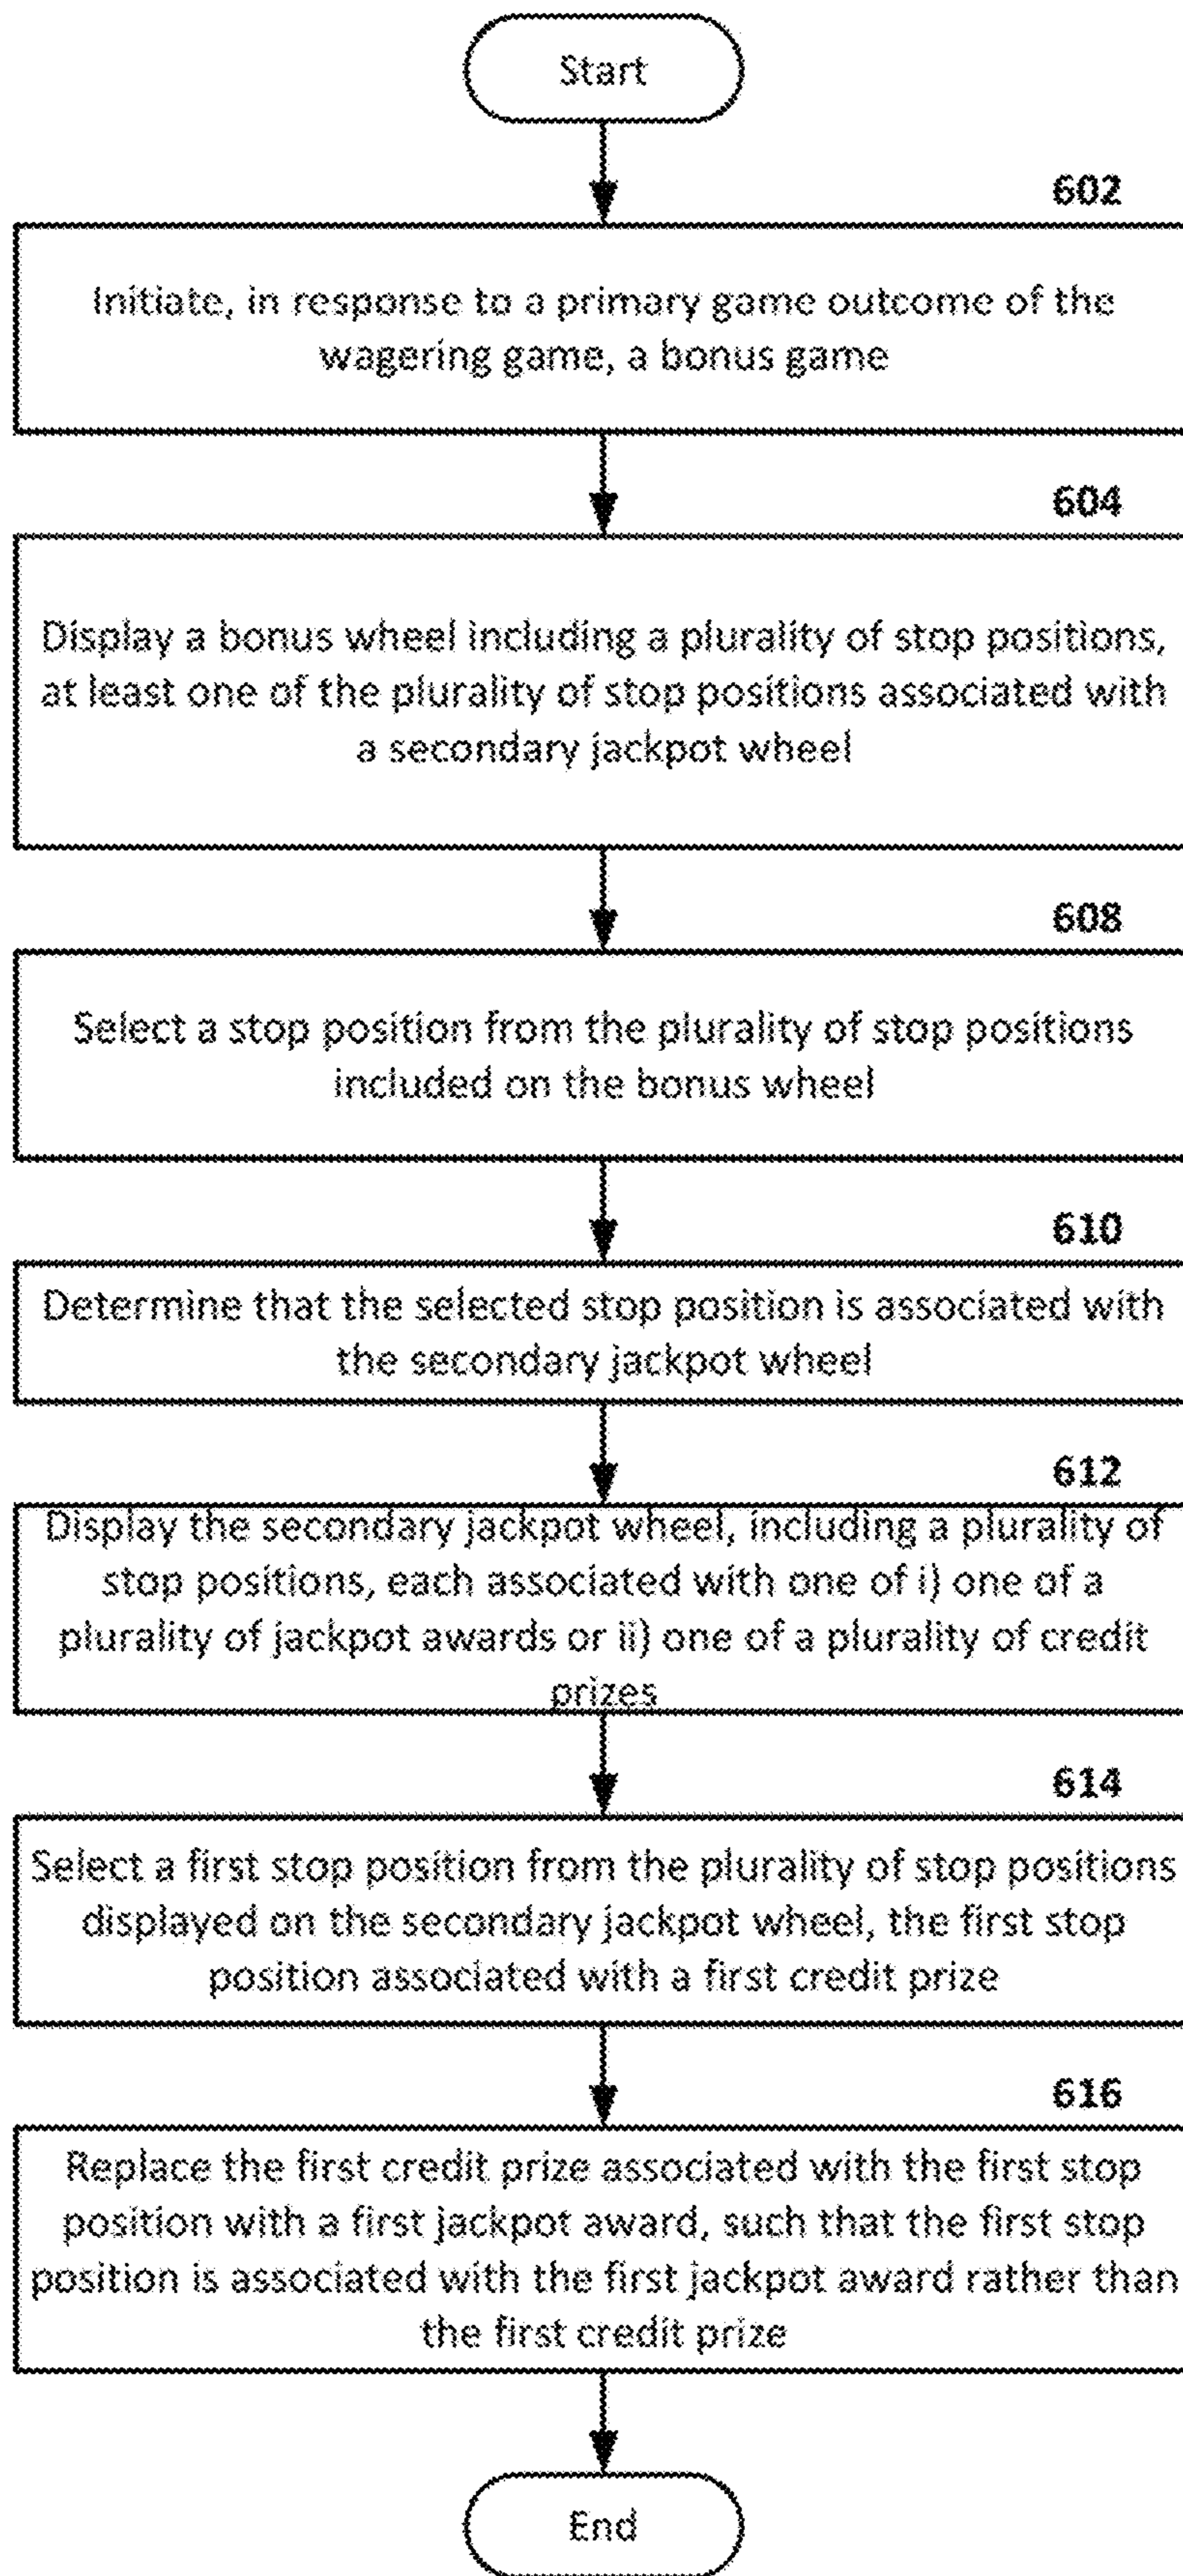 Start
602
Initiate, in response to a primary game outcome of the
wagering game, a bonus game
604
Display a bonus wheel including a plurality of stop positions,
at least one of the plurality of stop positions associated with
a secondary jackpot wheel
608
Select a stop position from the plurality of stop positions
included on the bonus wheel
610
Determine that the selected stop position is associated with
the secondary jackpot wheel
612
Display the secondary jackpot wheel, including a plurality of
stop positions, each associated with one of i) one of a
plurality of jackpot awards or ii) one of a plurality of credit
prizes
614
Select a first stop position from the plurality of stop positions
displayed on the secondary jackpot wheel, the first stop
position associated with a first credit prize
616
Replace the first credit prize associated with the first stop
position with a first jackpot award, such that the first stop
position is associated with the first jackpot award rather than
the first credit prize
End